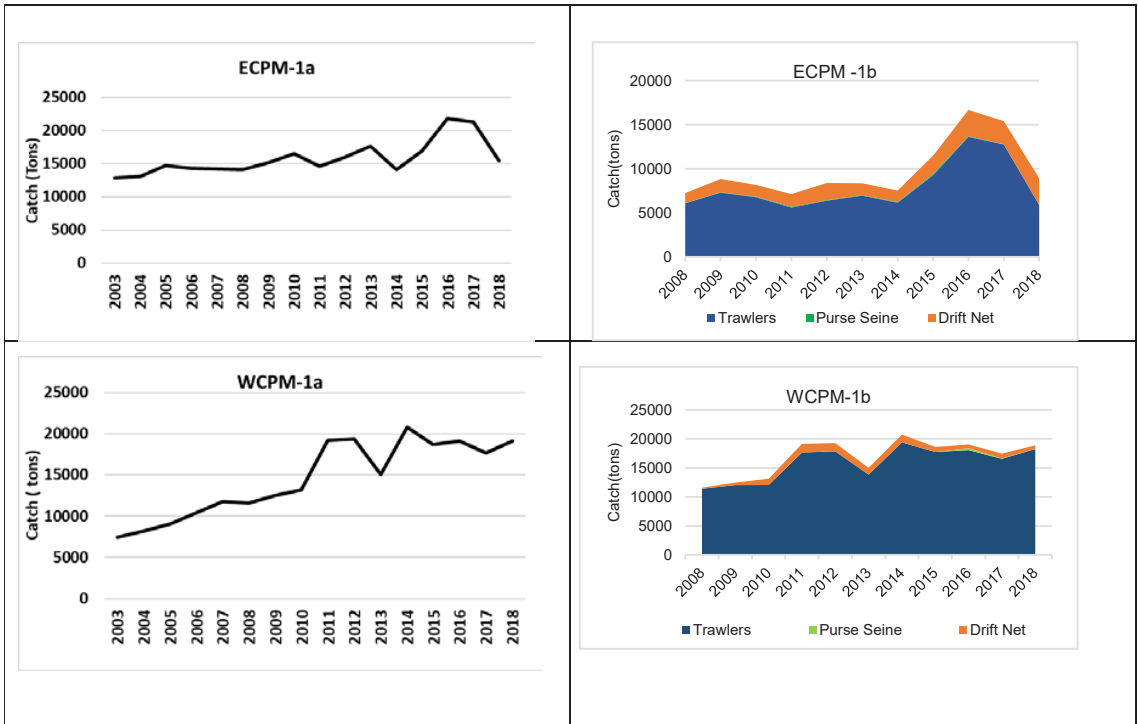 ECPM-1a
25000
20000
15000
10000
5000
0
Catch (Tons)
2003 2004 2005 2006 2007 2008 2009 2010 2011 2012 2013 2014 2015 2016 2017 2018
ECPM -1b
20000
15000
10000
5000
0
Catch(tons)
2008 2009 2010 2011 2012 2013 2014 2015 2016 2017 2018
Trawlers Purse Seine Drift Net
WCPM-1a
25000
20000
15000
10000
5000
0
Catch ( tons)
2003 2004 2005 2006 2007 2008 2009 2010 2011 2012 2013 2014 2015 2016 2017 2018
WCPM-1b
25000
20000
15000
10000
5000
0
Catch(tons)
2008 2009 2010 2011 2012 2013 2014 2015 2016 2017 2018
Trawlers Purse Seine Drift Net